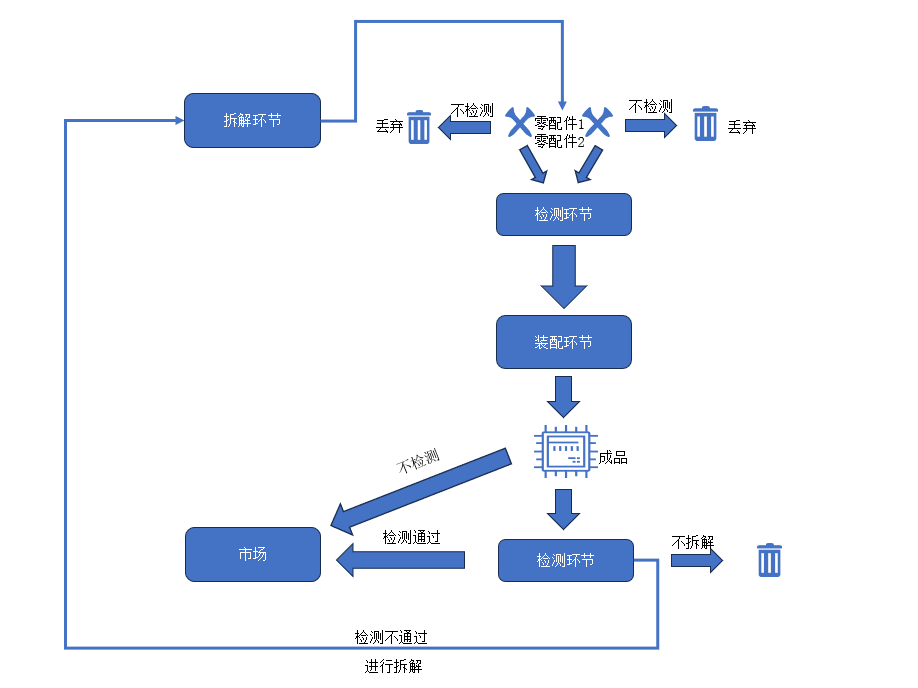 拆解环节
丢弃
不检测
零配件1
零配件2
不检测
丢弃
检测环节
装配环节
成品
不检测
检测通过
市场
检测环节
不拆解
检测不通过
进行拆解